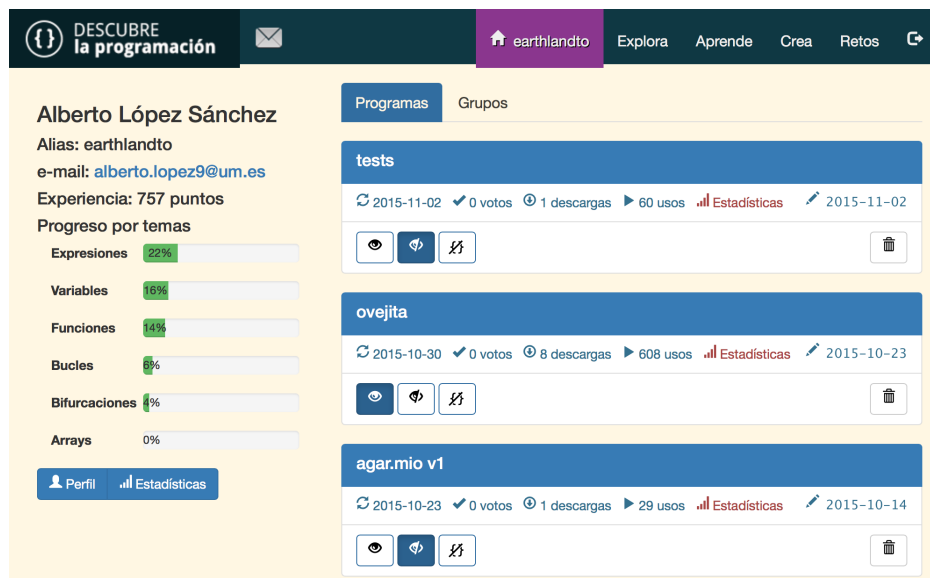 DESCUBRE
la programación
earthlandto Explora Aprende Crea Retos
Alberto López Sánchez
Alias: earthlandto
e-mail: alberto.lopez9@um.es
Experiencia: 757 puntos
Progreso por temas
Expresiones 22%
Variables 16%
Funciones 14%
Bucles 6%
Bifurcaciones 4%
Arrays 0%
Perfil Estadísticas
Programas Grupos
tests
2015-11-02 0 votos 1 descargas 60 usos Estadísticas 2015-11-02
ovejita
2015-10-30 0 votos 8 descargas 608 usos Estadísticas 2015-10-23
agar.mio v1
2015-10-23 0 votos 1 descargas 29 usos Estadísticas 2015-10-14